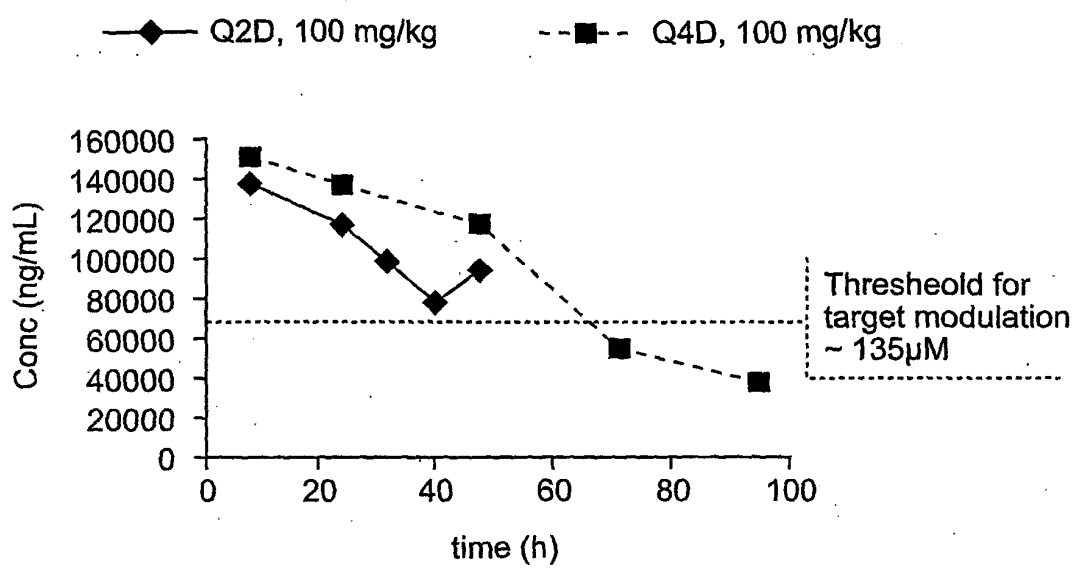 Q2D, 100 mg/kg
Q4D, 100 mg/kg
Conc (ng/mL)
160000
140000
120000
100000
80000
60000
40000
20000
0
0 20 40 60 80 100
time (h)
Thresheold for
target modulation
~ 135µM